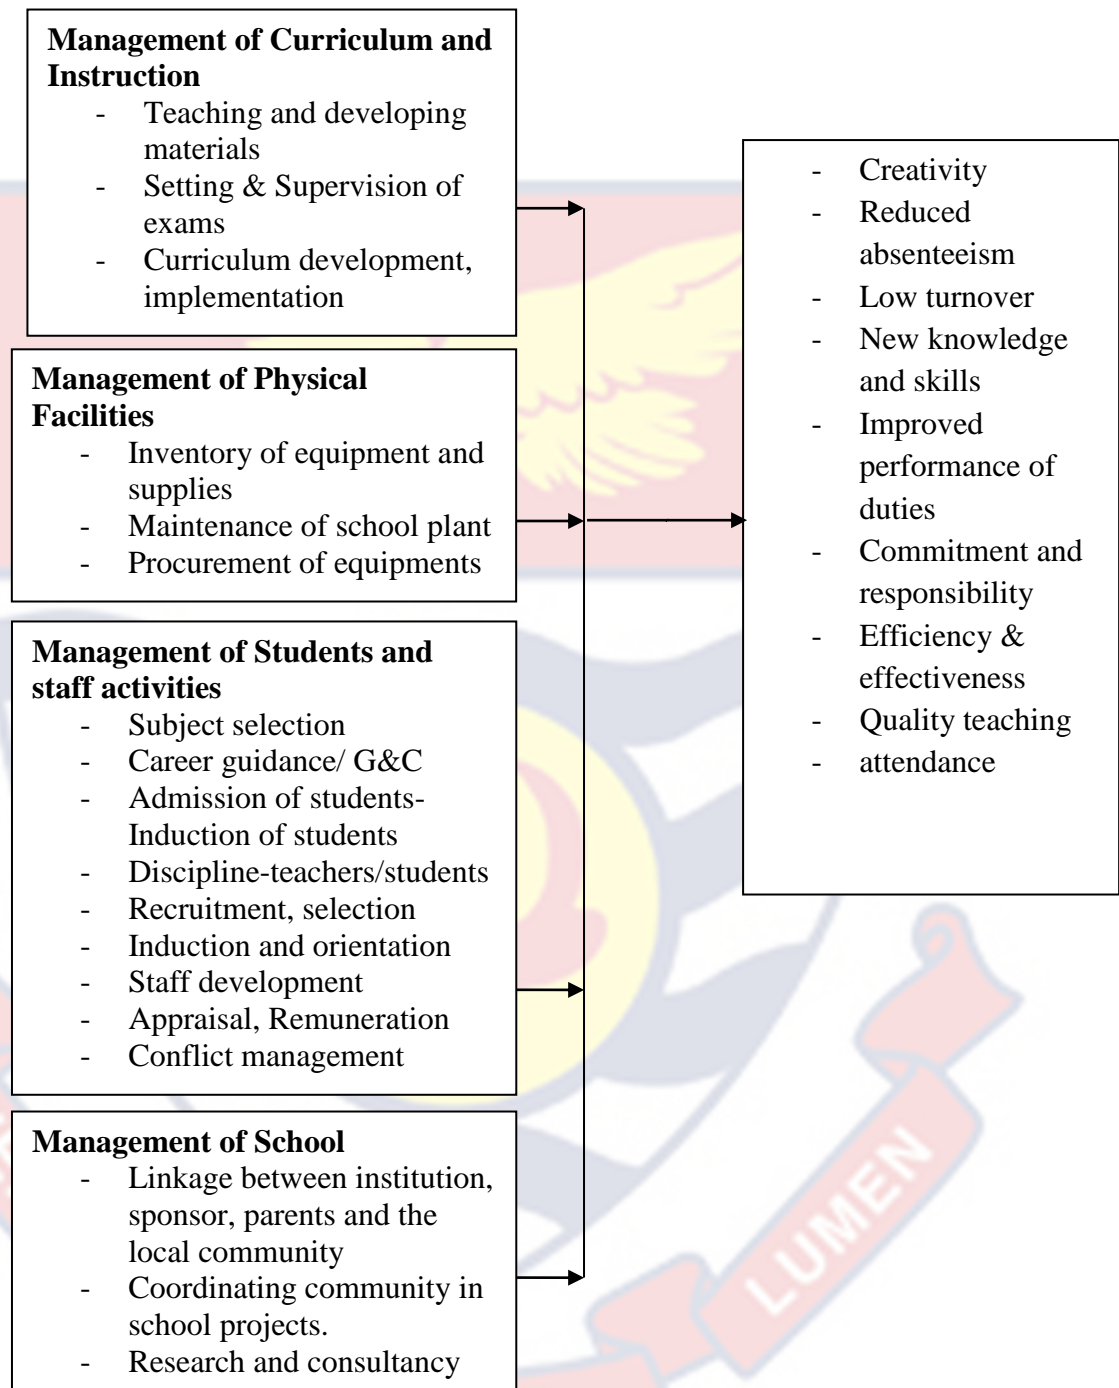 Management of Curriculum and
Instruction
- Teaching and developing
materials
- Setting & Supervision of
exams
- Curriculum development,
implementation
Management of Physical
Facilities
- Inventory of equipment and
supplies
- Maintenance of school plant
- Procurement of equipments
Management of Students and
staff activities
- Subject selection
- Career guidance/ G&C
- Admission of students-
Induction of students
- Discipline-teachers/students
- Recruitment, selection
- Induction and orientation
- Staff development
- Appraisal, Remuneration
- Conflict management
Management of School
- Linkage between institution,
sponsor, parents and the
local community
- Coordinating community in
school projects.
- Research and consultancy
- Creativity
- Reduced
absenteeism
- Low turnover
- New knowledge
and skills
- Improved
performance of
duties
- Commitment and
responsibility
- Efficiency &
effectiveness
- Quality teaching
- attendance
LUMEN